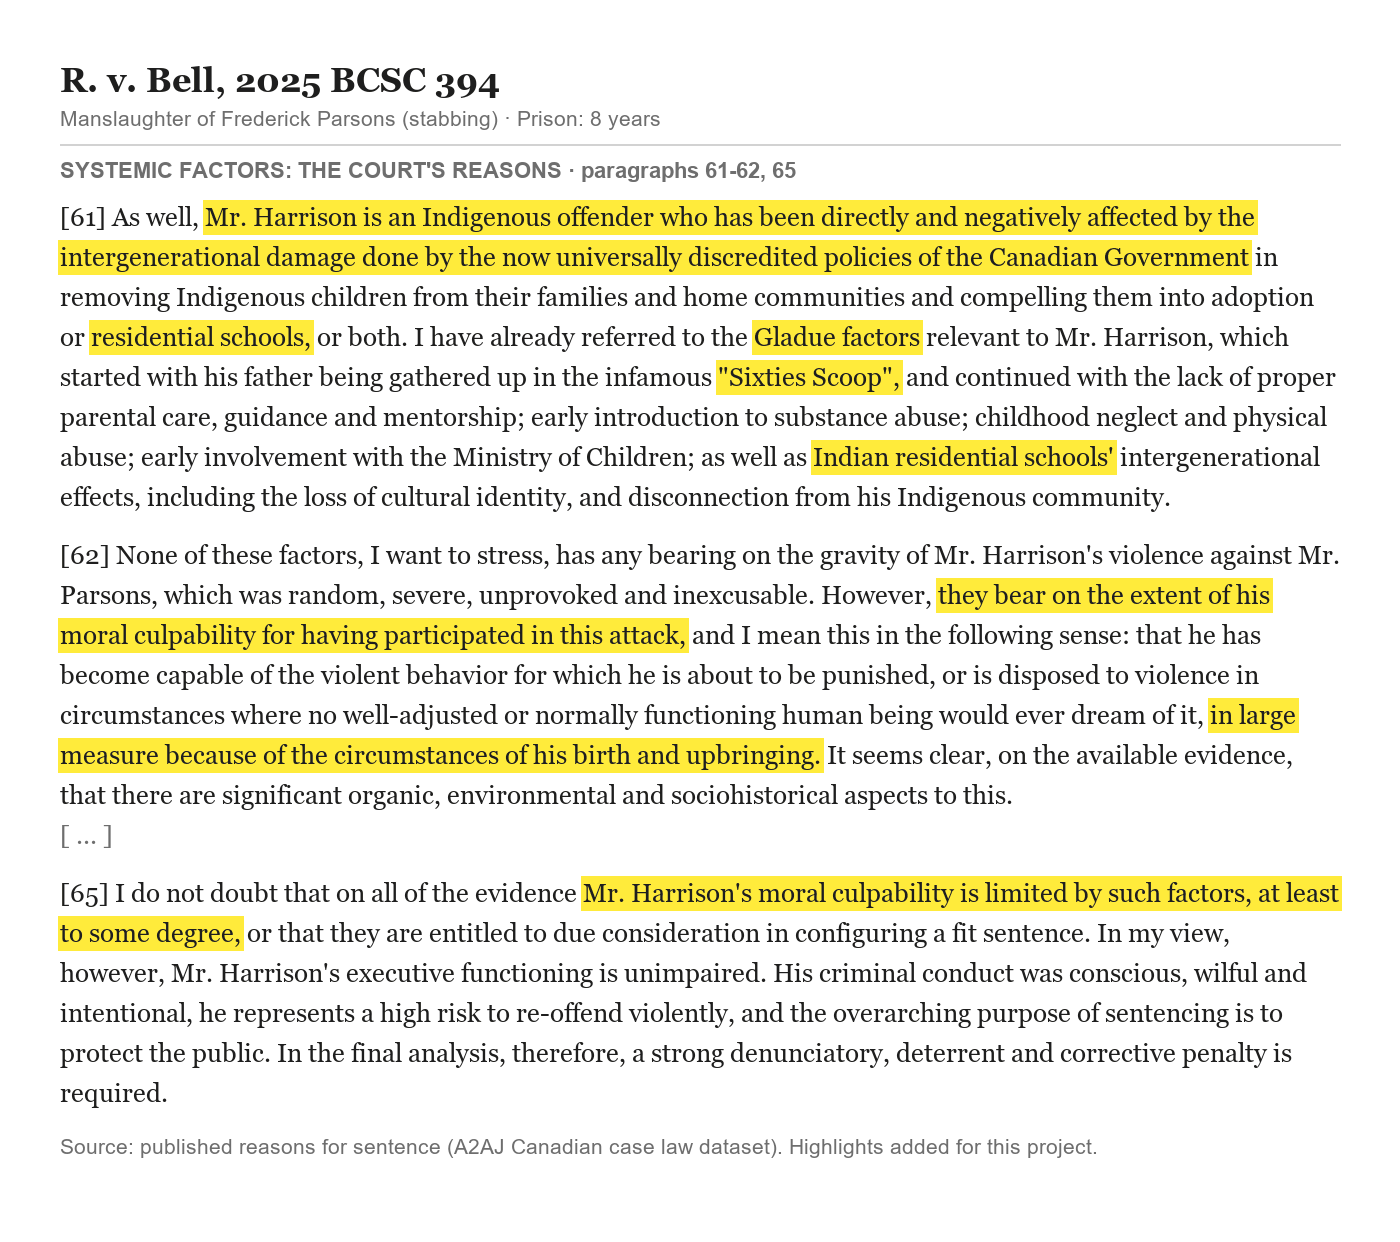 R. v. Bell, 2025 BCSC 394
Manslaughter of Frederick Parsons (stabbing) · Prison: 8 years
SYSTEMIC FACTORS: THE COURT'S REASONS · paragraphs 61-62, 65
[61] As well, Mr. Harrison is an Indigenous offender who has been directly and negatively affected by the
intergenerational damage done by the now universally discredited policies of the Canadian Government in
removing Indigenous children from their families and home communities and compelling them into adoption
or residential schools, or both. I have already referred to the Gladue factors relevant to Mr. Harrison, which
started with his father being gathered up in the infamous "Sixties Scoop", and continued with the lack of proper
parental care, guidance and mentorship; early introduction to substance abuse; childhood neglect and physical
abuse; early involvement with the Ministry of Children; as well as Indian residential schools' intergenerational
effects, including the loss of cultural identity, and disconnection from his Indigenous community.
[62] None of these factors, I want to stress, has any bearing on the gravity of Mr. Harrison's violence against Mr.
Parsons, which was random, severe, unprovoked and inexcusable. However, they bear on the extent of his
moral culpability for having participated in this attack, and I mean this in the following sense: that he has
become capable of the violent behavior for which he is about to be punished, or is disposed to violence in
circumstances where no well-adjusted or normally functioning human being would ever dream of it, in large
measure because of the circumstances of his birth and upbringing. It seems clear, on the available evidence,
that there are significant organic, environmental and sociohistorical aspects to this.
[ ... ]
[65] I do not doubt that on all of the evidence Mr. Harrison's moral culpability is limited by such factors, at least
to some degree, or that they are entitled to due consideration in configuring a fit sentence. In my view,
however, Mr. Harrison's executive functioning is unimpaired. His criminal conduct was conscious, wilful and
intentional, he represents a high risk to re-offend violently, and the overarching purpose of sentencing is to
protect the public. In the final analysis, therefore, a strong denunciatory, deterrent and corrective penalty is
required.
Source: published reasons for sentence (A2AJ Canadian case law dataset). Highlights added for this project.